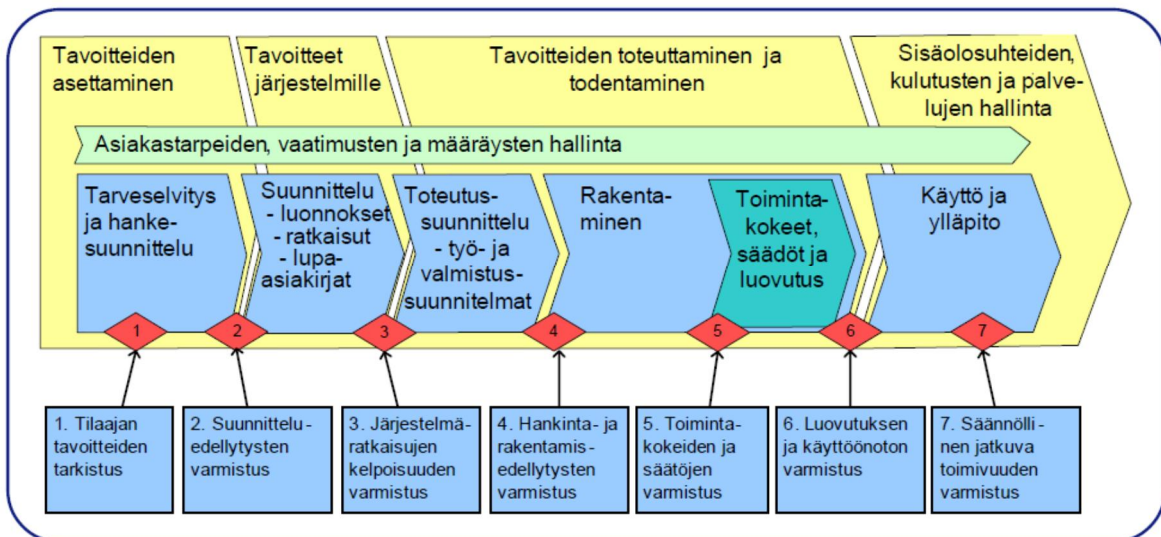 Tavoitteiden
asettaminen
Tavoitteet
järjestelmille
Tavoitteiden toteuttaminen ja
todentaminen
Sisäolosuhteiden,
kulutusten ja palve-
lujen hallinta
Asiakastarpeiden, vaatimusten ja määräysten hallinta
Tarveselvitys
ja hanke-
suunnittelu
Suunnittelu
- luonnokset
- ratkaisut
- lupa-
asiakirjat
Toteutus-
suunnittelu
- työ- ja
valmistus-
suunnitelmat
Rakenta-
minen
Toiminta-
kokeet,
säädöt ja
luovutus
Käyttö ja
ylläpito
1
2
3
4
5
6
7
1. Tilaajan
tavoitteiden
tarkistus
2. Suunnittelu -
edellytysten
varmistus
3. Järjestelmä-
ratkaisujen
kelpoisuuden
varmistus
4. Hankinta- ja
rakentamis-
edellytysten
varmistus
5. Toiminta-
kokeiden ja
säätöjen
varmistus
6. Luovutuksen
ja käyttöönoton
varmistus
7. Säännölli -
nen jatkuva
toimivuuden
varmistus